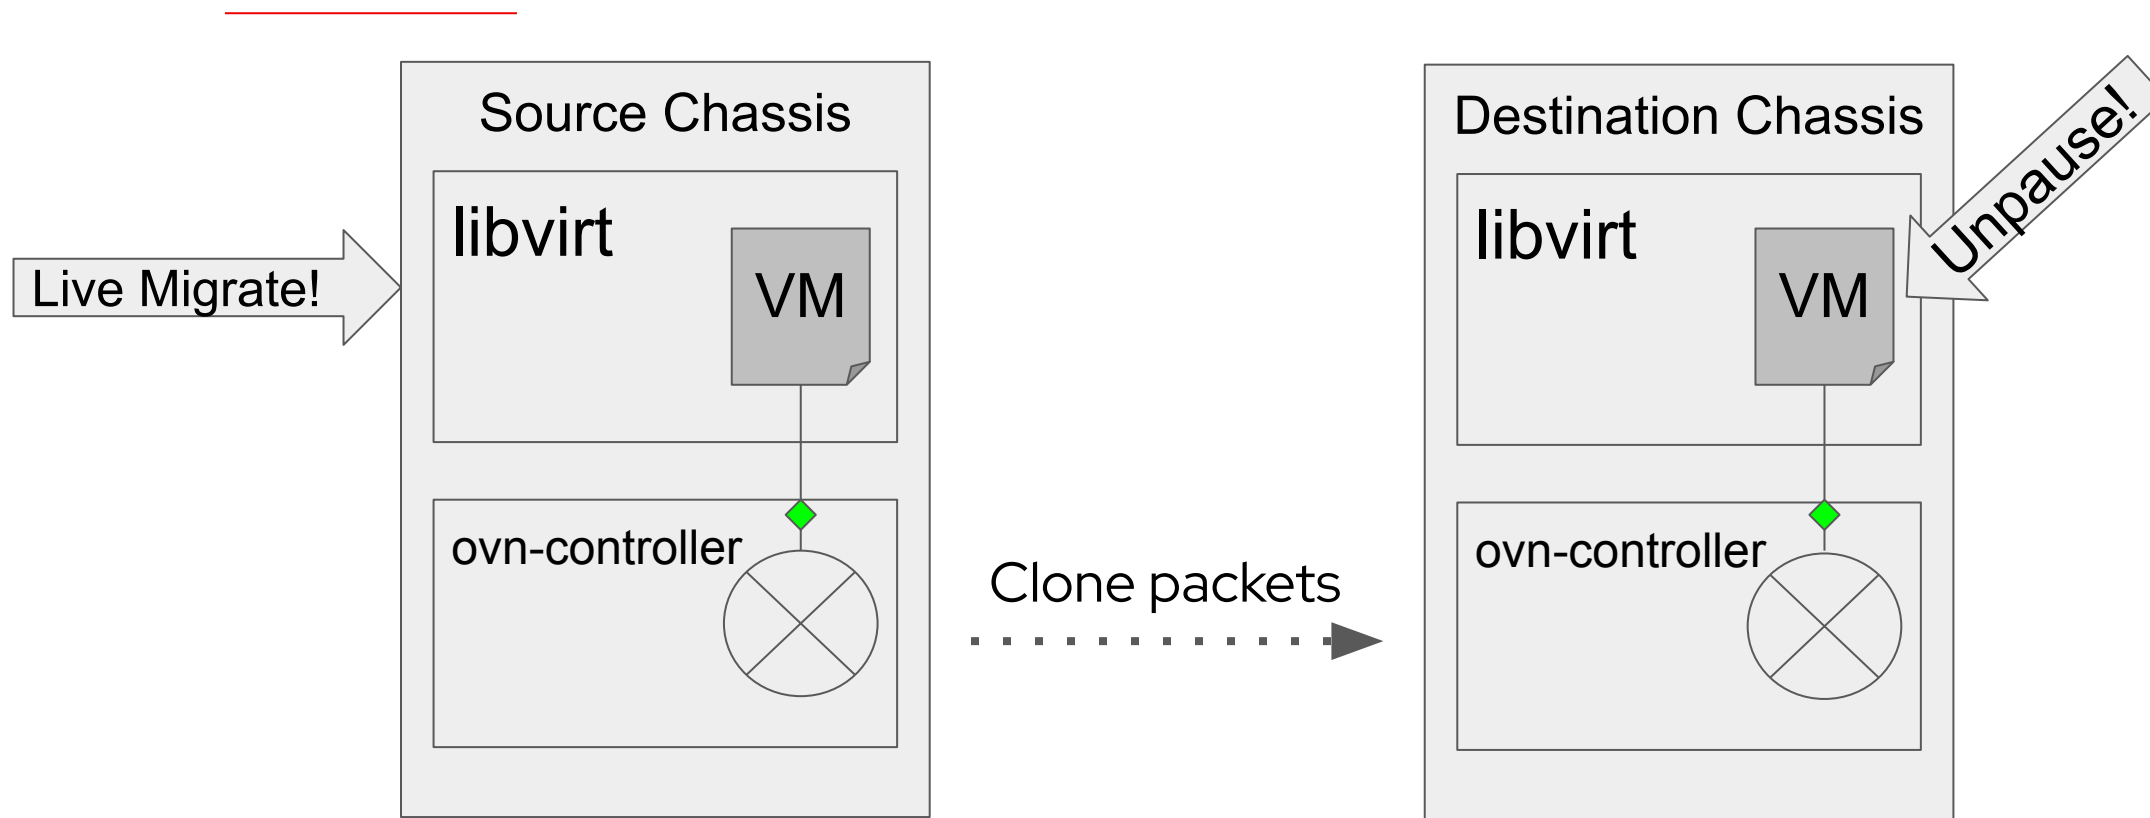 Live Migrate!
Source Chassis
libvirt
VM
ovn-controller
Clone packets
Destination Chassis
libvirt
VM
ovn-controller
Unpause!